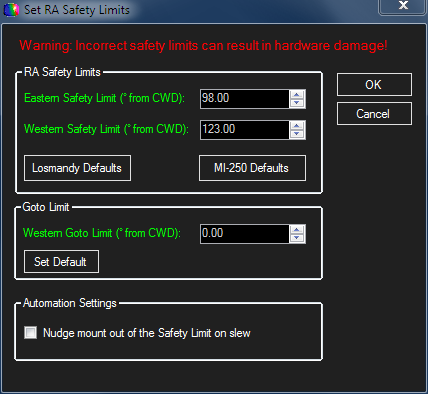 Set RA Safety Limits
Warning: Incorrect safety limits can result in hardware damage!
RA Safety Limits
Eastern Safety Limit (° from CWD): 98.00
Western Safety Limit (° from CWD): 123.00
Losmandy Defaults MI-250 Defaults
OK
Cancel
Goto Limit
Western Goto Limit (° from CWD): 0.00
Set Default
Automation Settings
Nudge mount out of the Safety Limit on slew